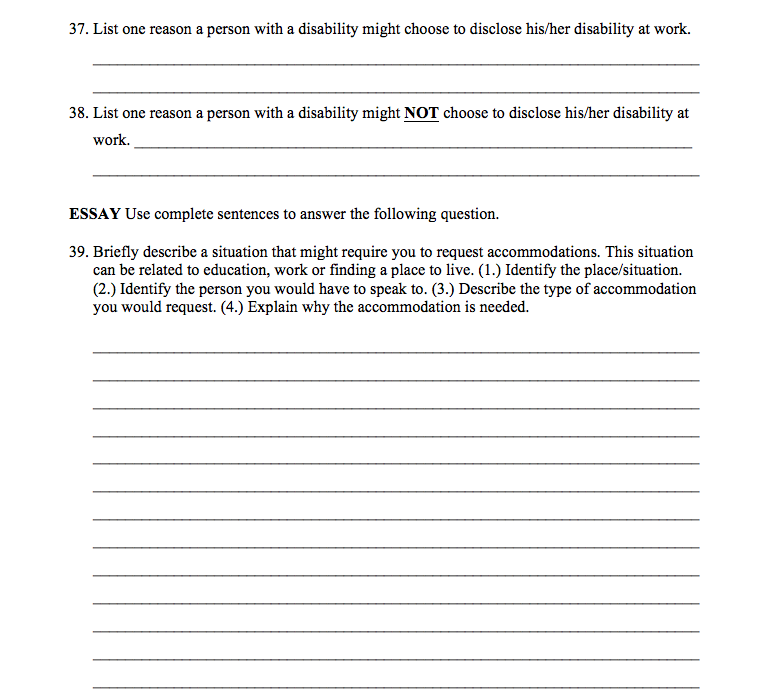 37. List one reason a person with a disability might choose to disclose his/her disability at work.
38. List one reason a person with a disability might NOT choose to disclose his/her disability at
work.
ESSAY Use complete sentences to answer the following question.
39. Briefly describe a situation that might require you to request accommodations. This situation
can be related to education, work or finding a place to live. (1.) Identify the place/situation.
(2.) Identify the person you would have to speak to. (3.) Describe the type of accommodation
you would request. (4.) Explain why the accommodation is needed.